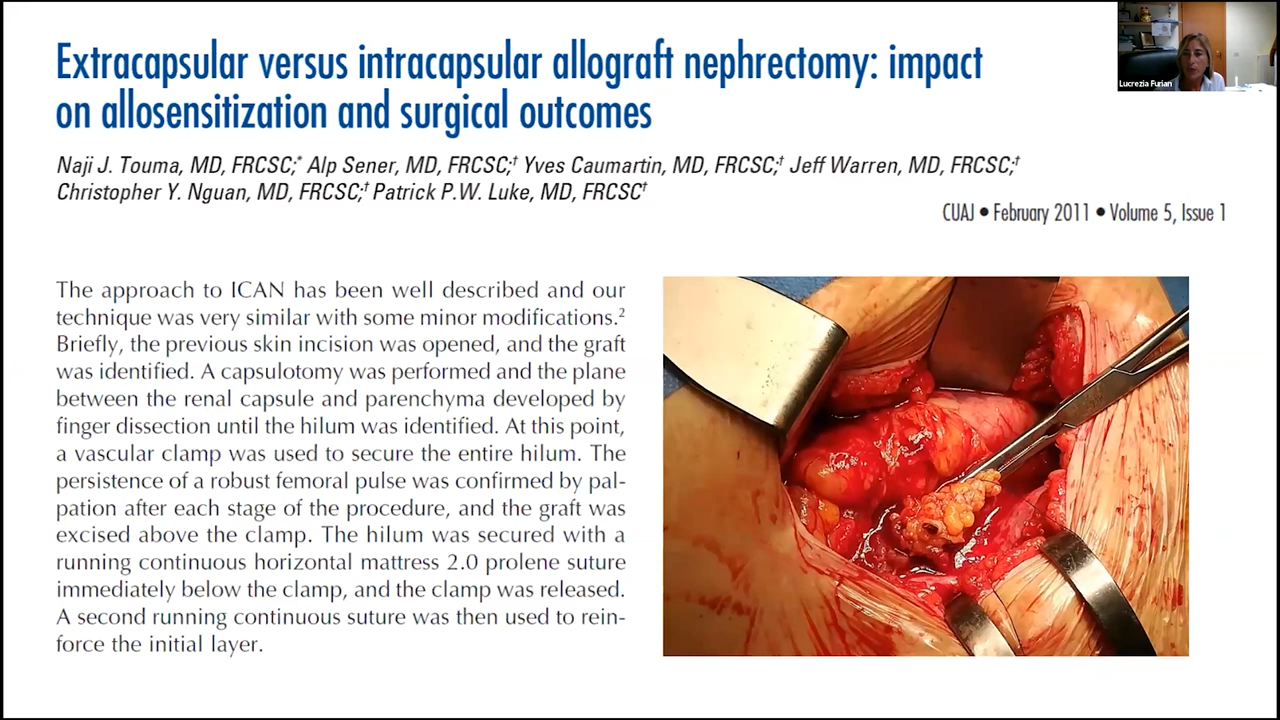 Extracapsular versus intracapsular allograft nephrectomy: impact
on allosensitization and surgical outcomes
Naji J. Touma, MD, FRCSC;* Alp Sener, MD, FRCSC;† Yves Caumartin, MD, FRCSC;† Jeff Warren, MD, FRCSC;†
Christopher Y. Nguan, MD, FRCSC;† Patrick P.W. Luke, MD, FRCSC†
CUAJ • February 2011 • Volume 5, Issue 1
The approach to ICAN has been well described and our
technique was very similar with some minor modifications.²
Briefly, the previous skin incision was opened, and the graft
was identified. A capsulotomy was performed and the plane
between the renal capsule and parenchyma developed by
finger dissection until the hilum was identified. At this point,
a vascular clamp was used to secure the entire hilum. The
persistence of a robust femoral pulse was confirmed by pal-
pation after each stage of the procedure, and the graft was
excised above the clamp. The hilum was secured with a
running continuous horizontal mattress 2.0 prolene suture
immediately below the clamp, and the clamp was released.
A second running continuous suture was then used to rein-
force the initial layer.
Lucrezia Furian